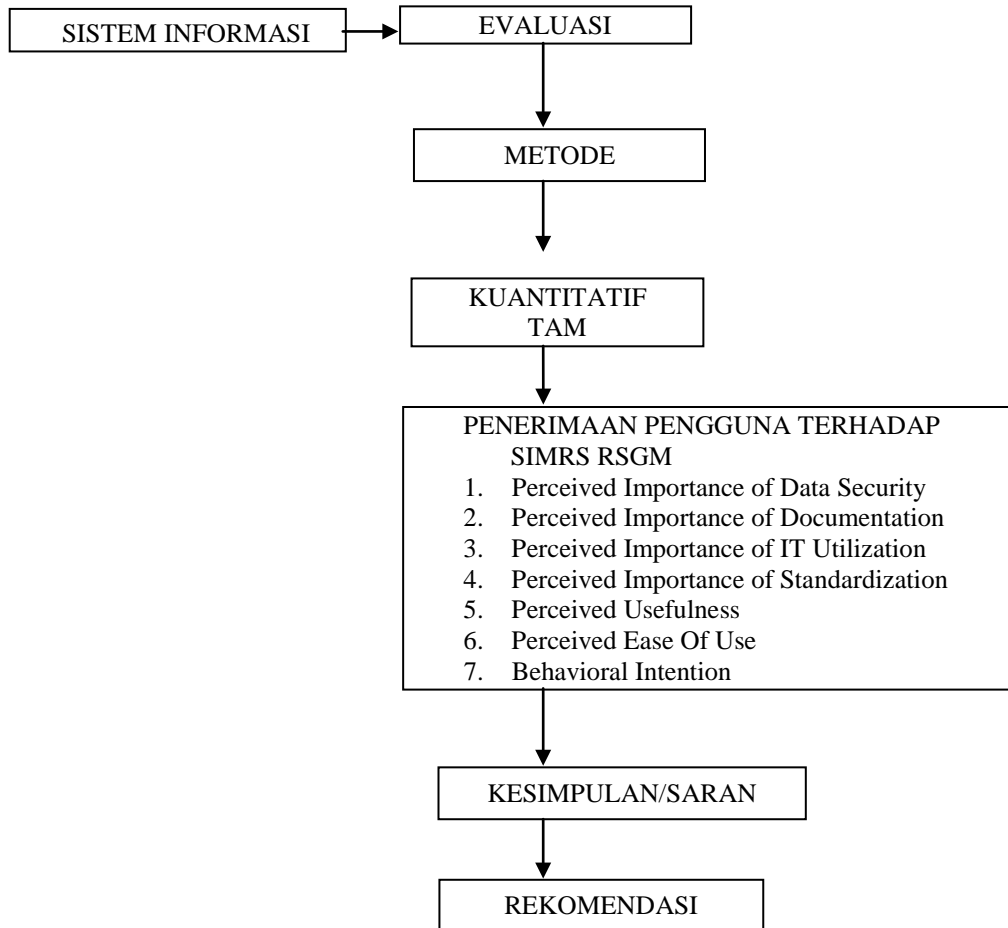 SISTEM INFORMASI
EVALUASI
METODE
KUANTITATIF
TAM
PENERIMAAN PENGGUNA TERHADAP
SIMRS RSGM
1. Perceived Importance of Data Security
2. Perceived Importance of Documentation
3. Perceived Importance of IT Utilization
4. Perceived Importance of Standardization
5. Perceived Usefulness
6. Perceived Ease Of Use
7. Behavioral Intention
KESIMPULAN/SARAN
REKOMENDASI